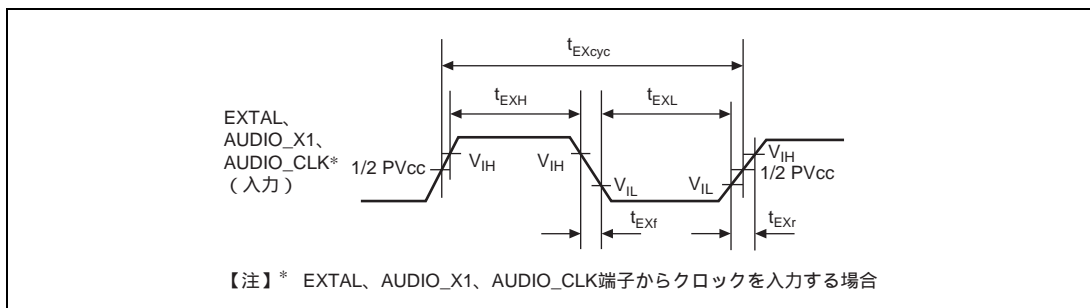 tEXcyc
tEXH
tEXL
EXTAL、
AUDIO_X1、
AUDIO_CLK*
(入力)
1/2 PVcc
VIH
VIH
VIL
VIL
VIH
1/2 PVcc
tEXf
tEXr
【注】* EXTAL、AUDIO_X1、AUDIO_CLK端子からクロックを入力する場合